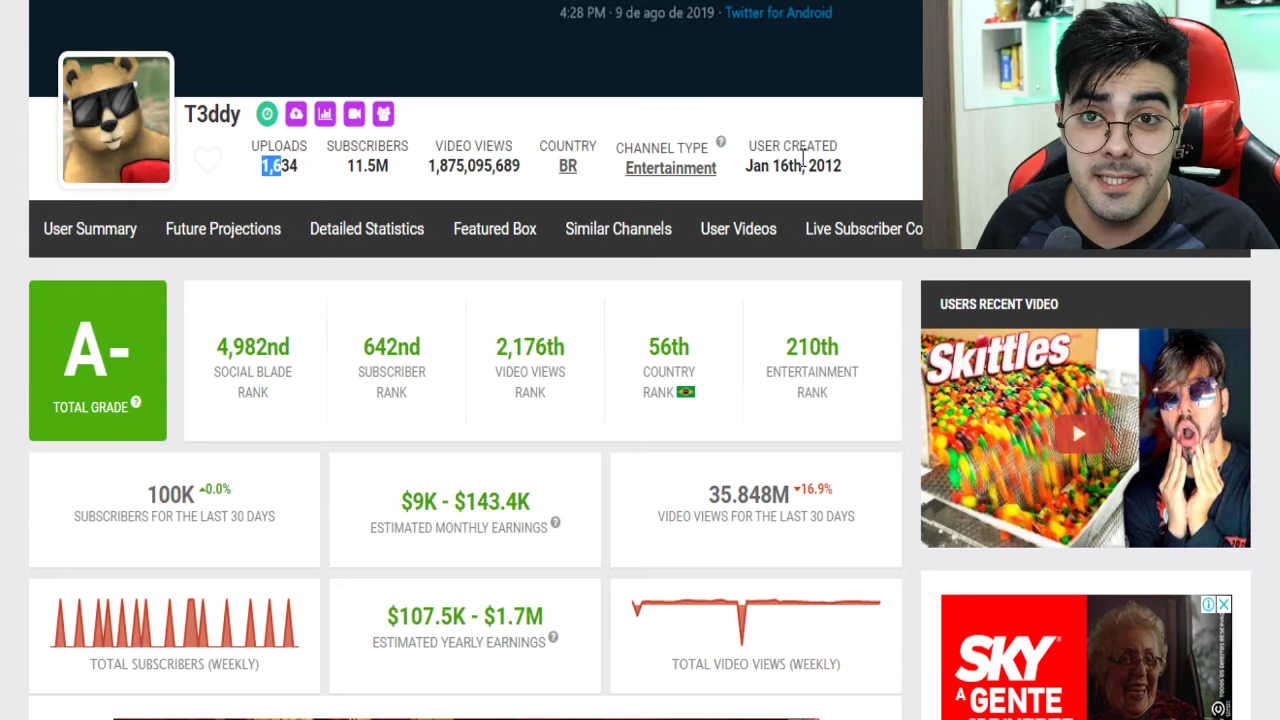 4:28 PM · 9 de ago de 2019 · Twitter for Android
T3ddy
UPLOADS
1,634
SUBSCRIBERS
11.5M
VIDEO VIEWS
1,875,095,689
COUNTRY
BR
CHANNEL TYPE
Entertainment
USER CREATED
Jan 16th, 2012
User Summary
Future Projections
Detailed Statistics
Featured Box
Similar Channels
User Videos
Live Subscriber Co
A-
TOTAL GRADE
4,982nd
SOCIAL BLADE
RANK
642nd
SUBSCRIBER
RANK
2,176th
VIDEO VIEWS
RANK
56th
COUNTRY
RANK
210th
ENTERTAINMENT
RANK
USERS RECENT VIDEO
Skittles
100K 0.0%
SUBSCRIBERS FOR THE LAST 30 DAYS
$9K - $143.4K
ESTIMATED MONTHLY EARNINGS
35.848M 16.9%
VIDEO VIEWS FOR THE LAST 30 DAYS
TOTAL SUBSCRIBERS (WEEKLY)
$107.5K - $1.7M
ESTIMATED YEARLY EARNINGS
TOTAL VIDEO VIEWS (WEEKLY)
SKY
A GENTE